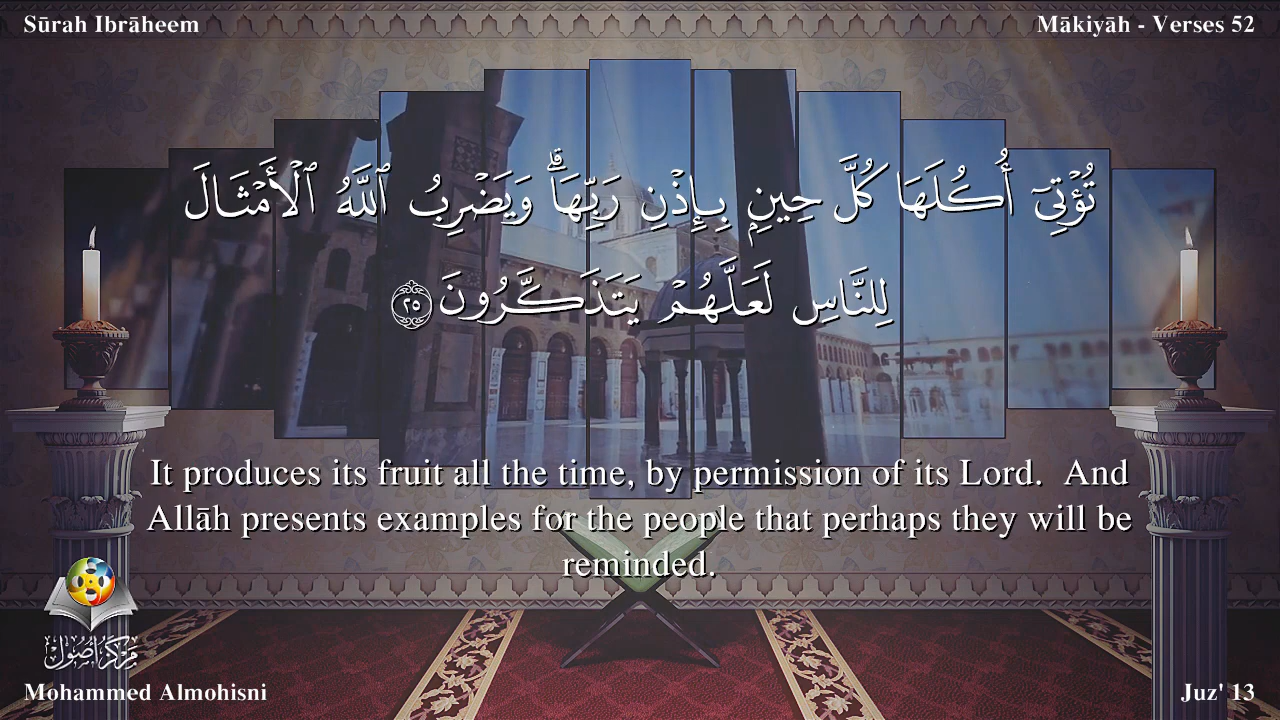 Sūrah Ibrāheem
Mākiyāh - Verses 52
تُؤْتِىٓ أُكُلَهَا كُلَّ حِينٍۭ بِإِذْنِ رَبِّهَا ۗ وَيَضْرِبُ ٱللَّهُ ٱلْأَمْثَالَ
لِلنَّاسِ لَعَلَّهُمْ يَتَذَكَّرُونَ ٢٥
It produces its fruit all the time, by permission of its Lord. And
Allāh presents examples for the people that perhaps they will be
reminded.
مركز أصول
Mohammed Almohisni
Juz' 13